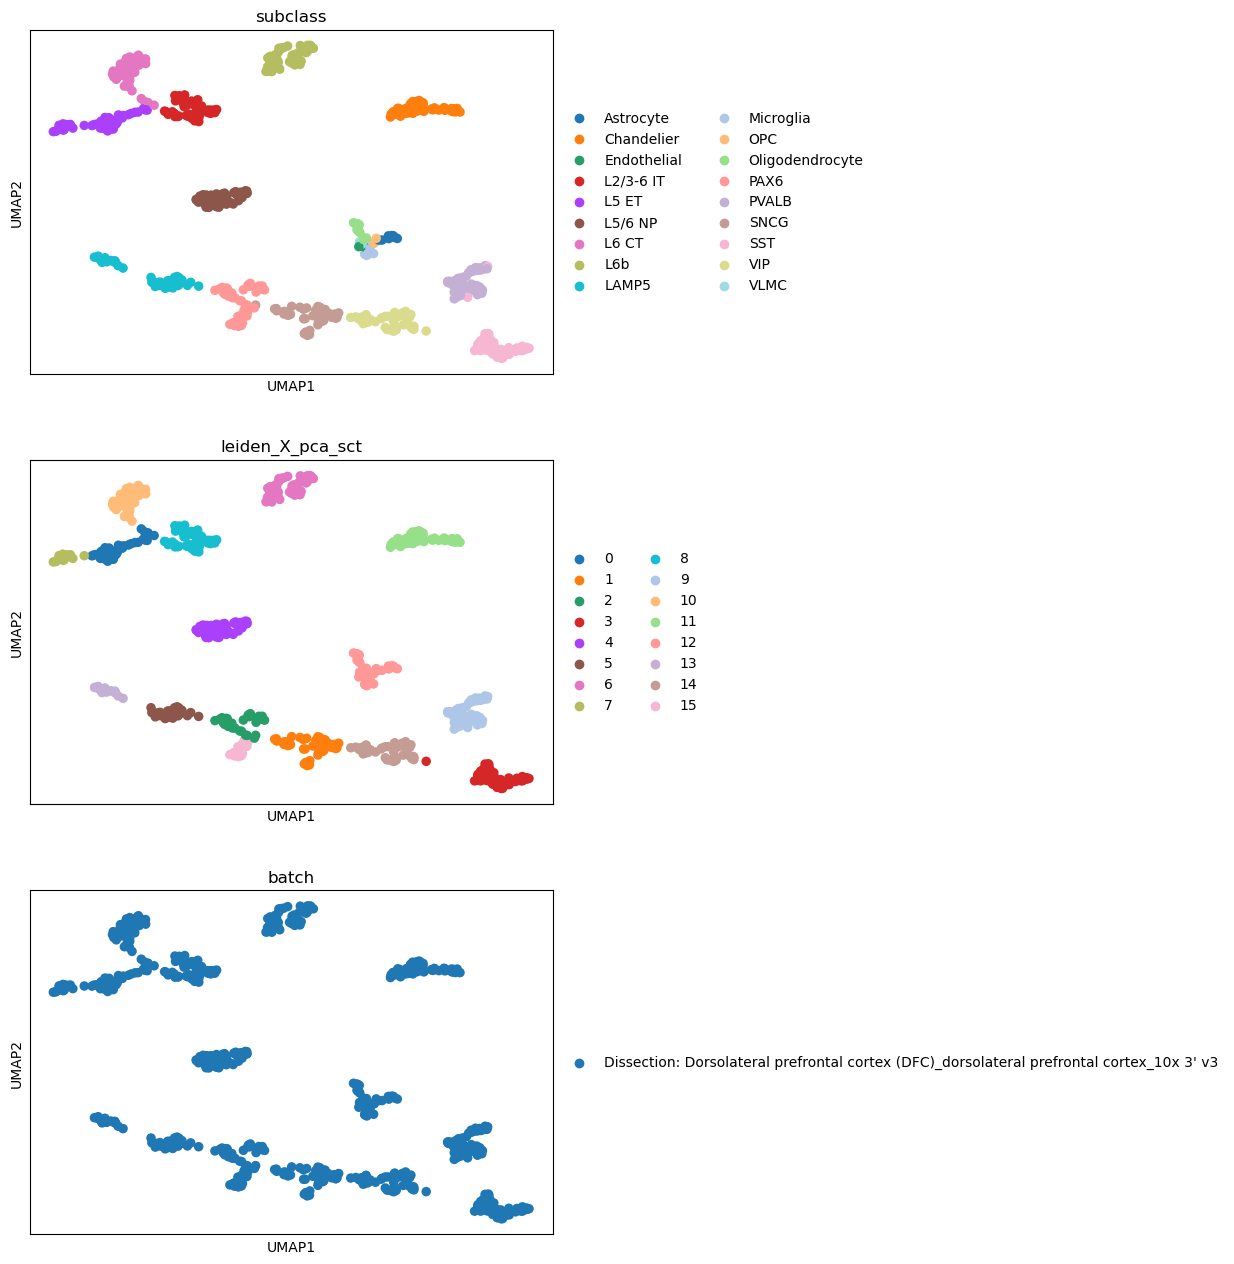 subclass
UMAP2
UMAP1
Astrocyte
Chandelier
Endothelial
L2/3-6 IT
L5 ET
L5/6 NP
L6 CT
L6b
LAMP5
Microglia
OPC
Oligodendrocyte
PAX6
PVALB
SNCG
SST
VIP
VLMC
leiden_X_pca_sct
UMAP2
UMAP1
0
1
2
3
4
5
6
7
8
9
10
11
12
13
14
15
batch
UMAP2
UMAP1
Dissection: Dorsolateral prefrontal cortex (DFC)_dorsolateral prefrontal cortex_10x 3' v3